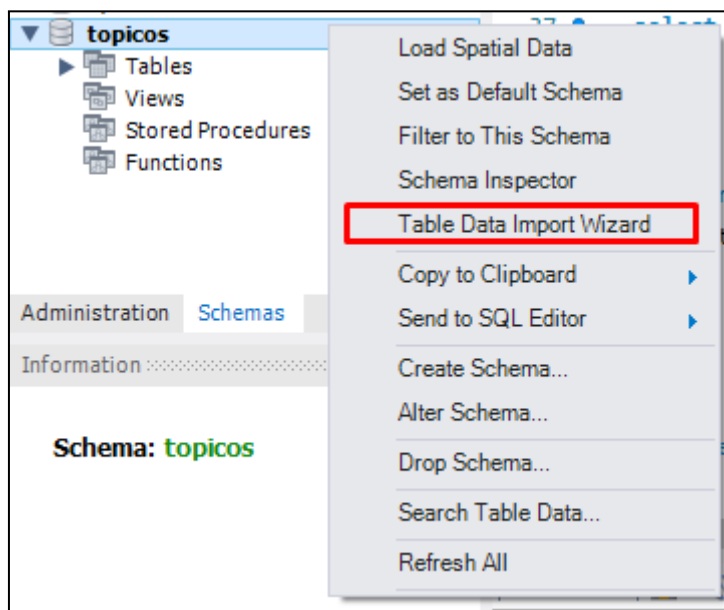 topicos
Tables
Views
Stored Procedures
Functions
Administration Schemas
Information
Schema: topicos
37 select
Load Spatial Data
Set as Default Schema
Filter to This Schema
Schema Inspector
Table Data Import Wizard
Copy to Clipboard
Send to SQL Editor
Create Schema...
Alter Schema...
Drop Schema...
Search Table Data...
Refresh All